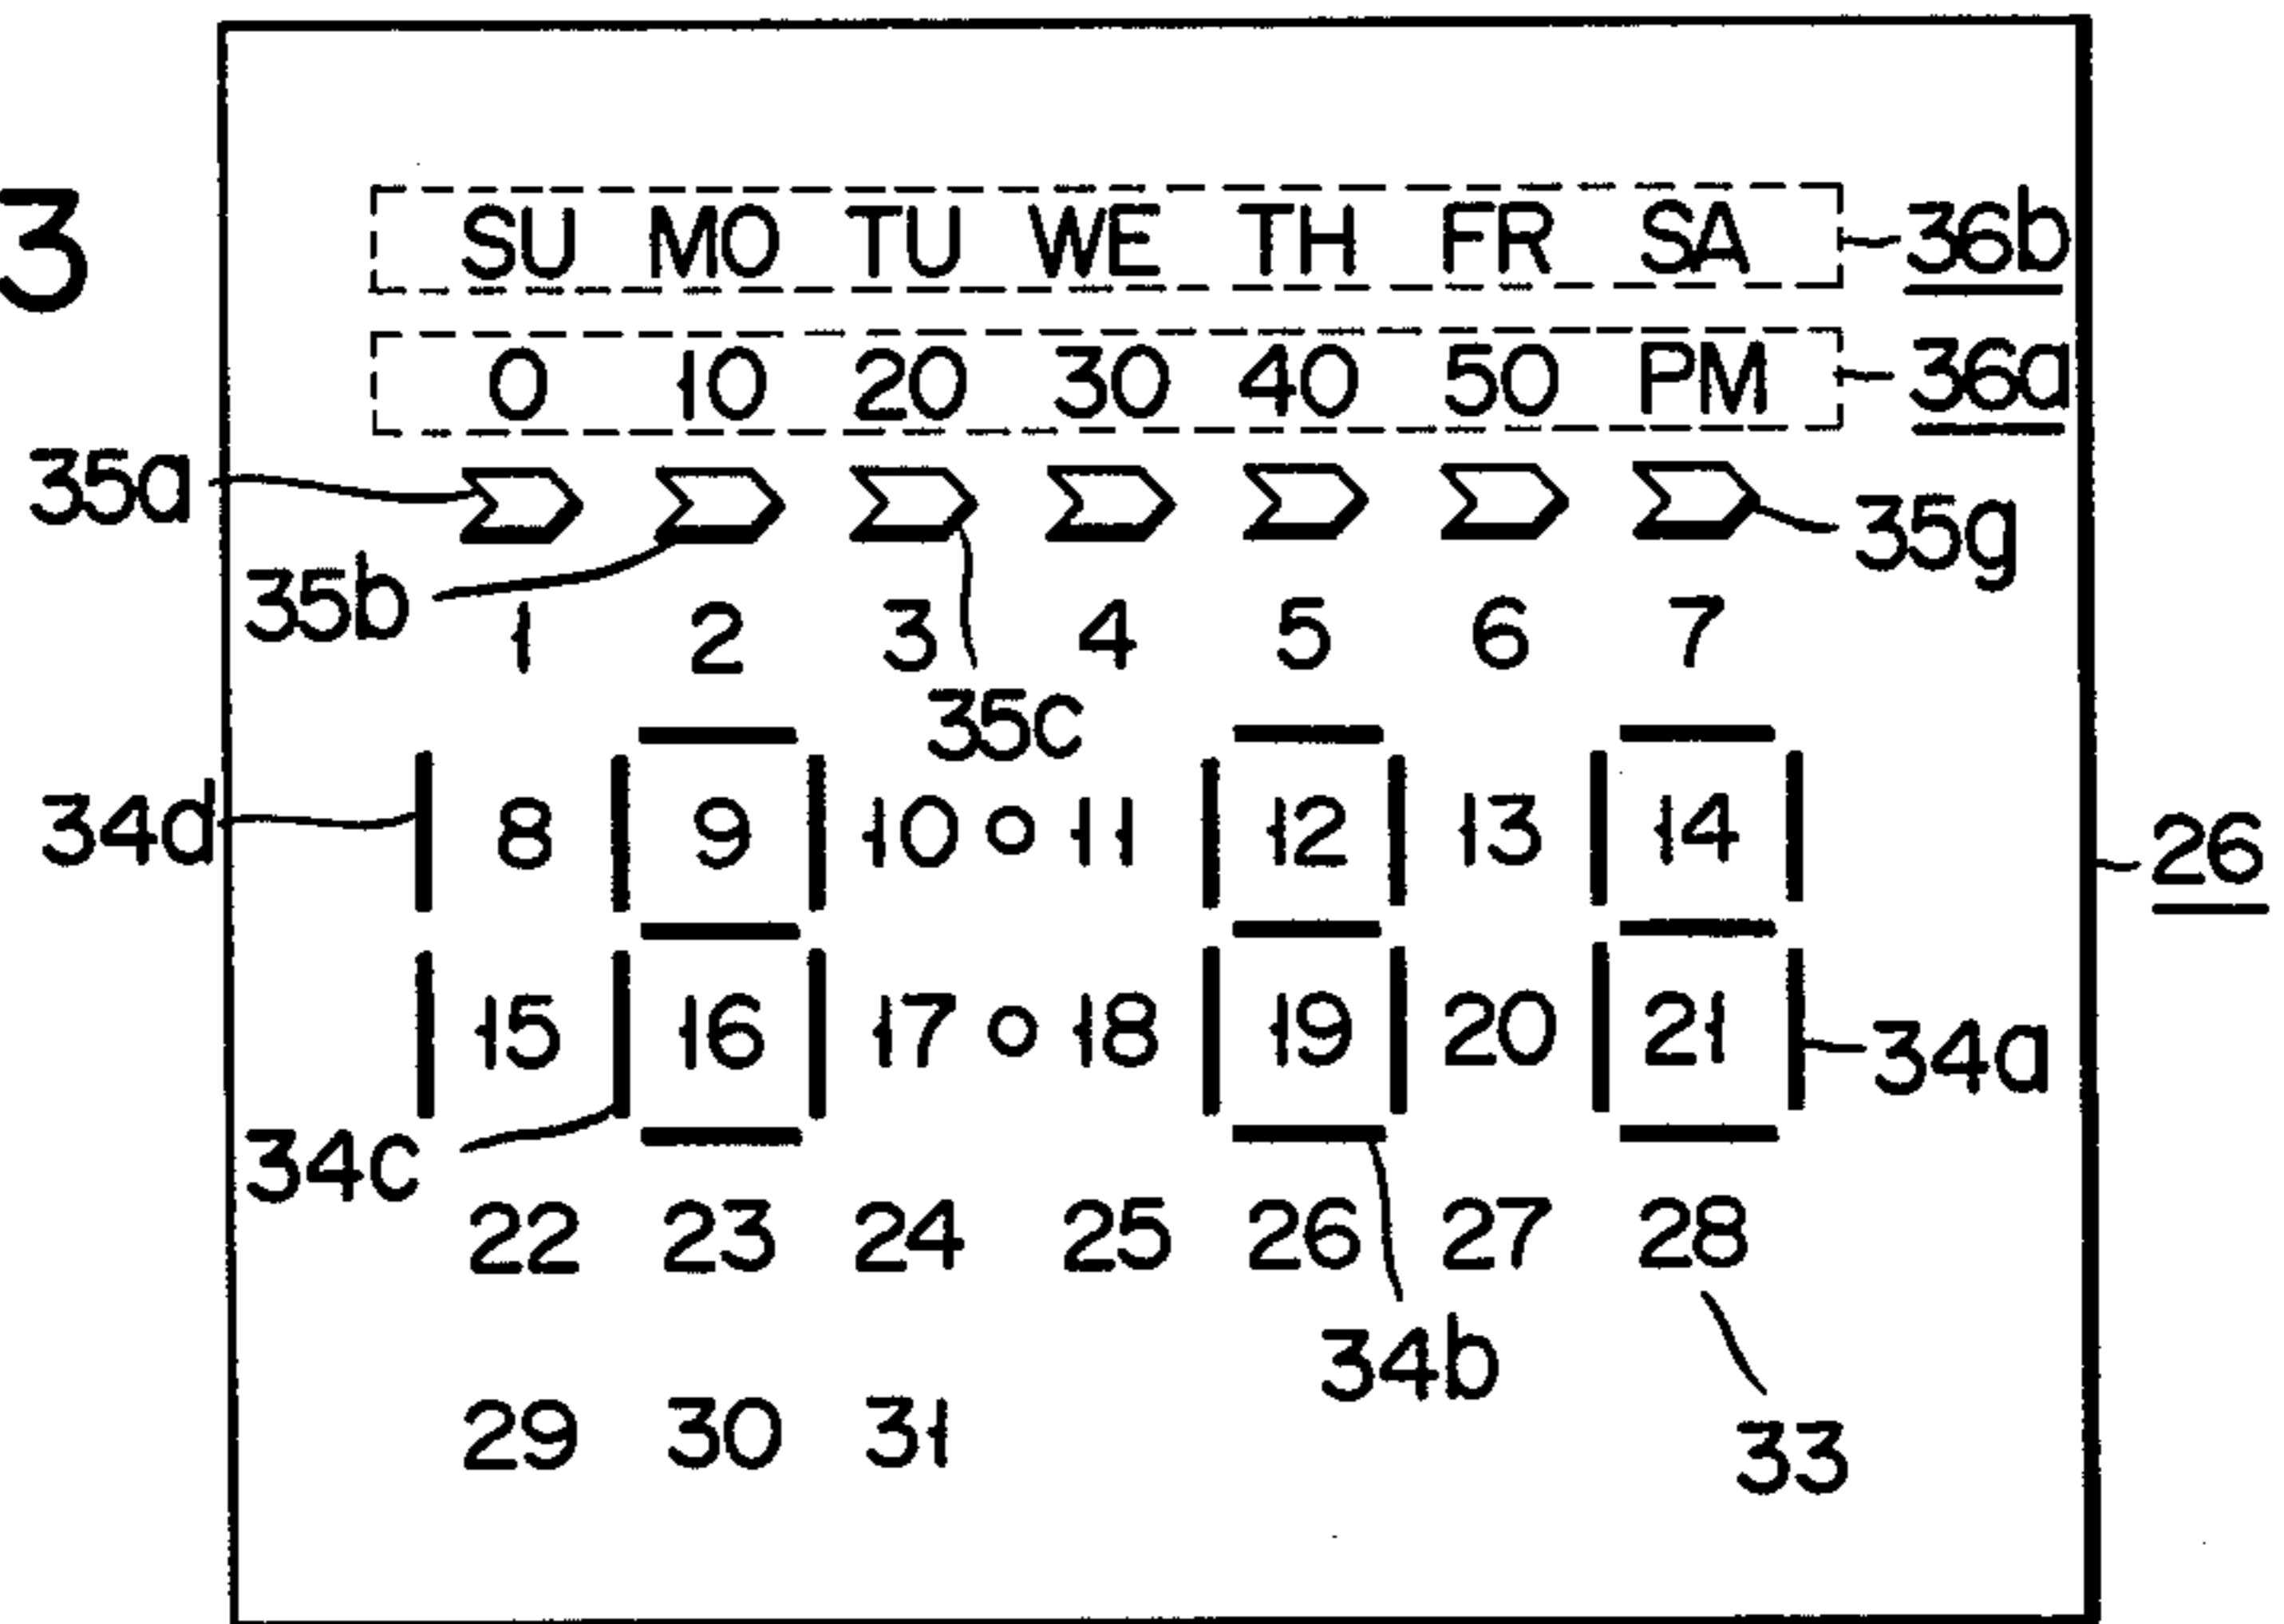 3
SU MO TU WE TH FR SA 36b
0 10 20 30 40 50 PM 36a
35a 35g
35b 1 2 3 4 5 6 7
35c
34d 8 9 10 11 12 13 14 26
15 16 17 18 19 20 21 34a
34c
22 23 24 25 26 27 28
34b
29 30 31 33